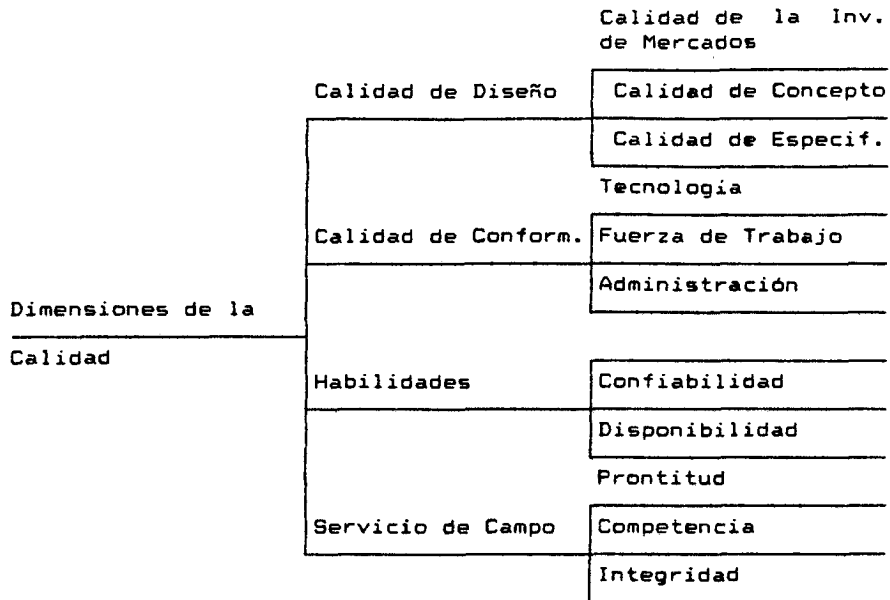 Calidad de la Inv.
de Mercados
Calidad de Diseño
Calidad de Concepto
Calidad de Especif.
Tecnología
Calidad de Conform.
Fuerza de Trabajo
Administración
Dimensiones de la
Calidad
Habilidades
Confiabilidad
Disponibilidad
Prontitud
Servicio de Campo
Competencia
Integridad